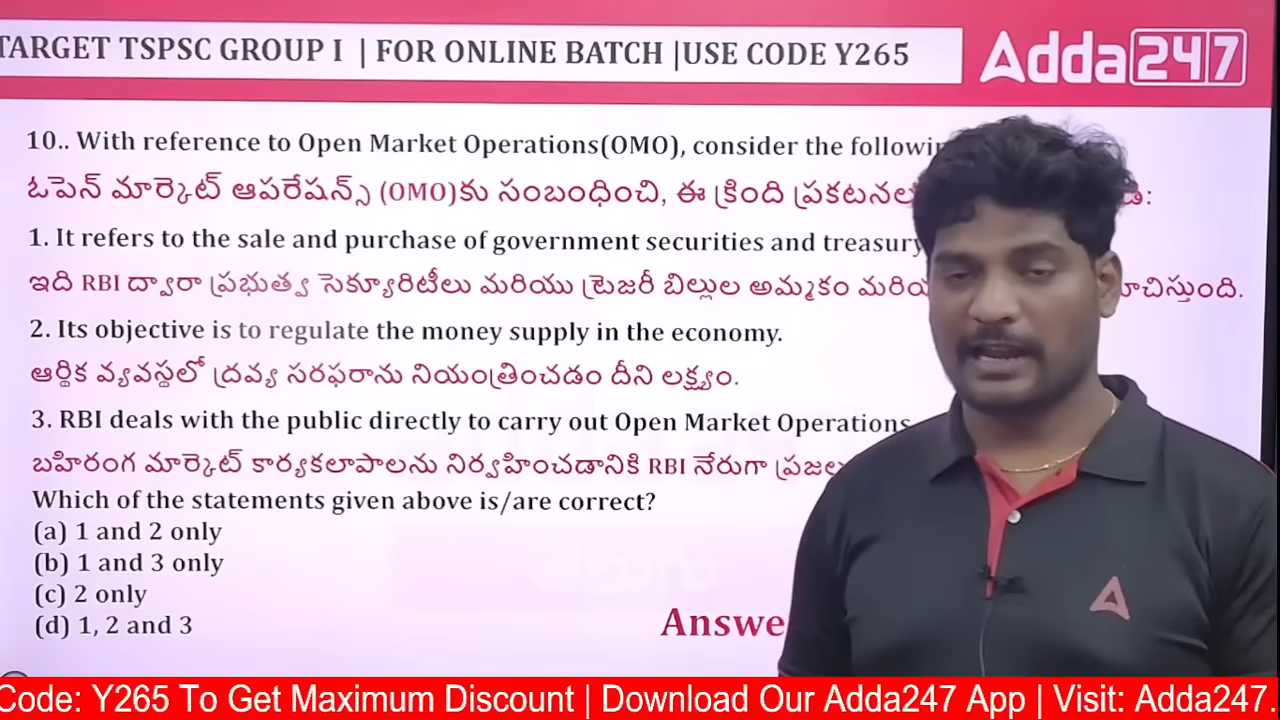 TARGET TSPSC GROUP I | FOR ONLINE BATCH |USE CODE Y265
Adda247
10.. With reference to Open Market Operations(OMO), consider the
ఓపెన్ మార్కెట్ ఆపరేషన్స్ (OMO)కు సంబంధించి, ఈ క్రింది
1. It refers to the sale and purchase of government securities and treasury
ఇది RBI ద్వారా ప్రభుత్వ సెక్యూరిటీలు మరియు ట్రెజరీ బిల్లుల అమ్మకం
2. Its objective is to regulate the money supply in the economy.
ఆర్థిక వ్యవస్థలో ద్రవ్య సరఫరాను నియంత్రించడం దీని లక్ష్యం.
3. RBI deals with the public directly to carry out Open Market Operations
బహిరంగ మార్కెట్ కార్యకలాపాలను నిర్వహించడానికి RBI నేరుగా
Which of the statements given above is/are correct?
(a) 1 and 2 only
(b) 1 and 3 only
(c) 2 only
(d) 1, 2 and 3
Code: Y265 To Get Maximum Discount | Download Our Adda247 App | Visit: Adda247.